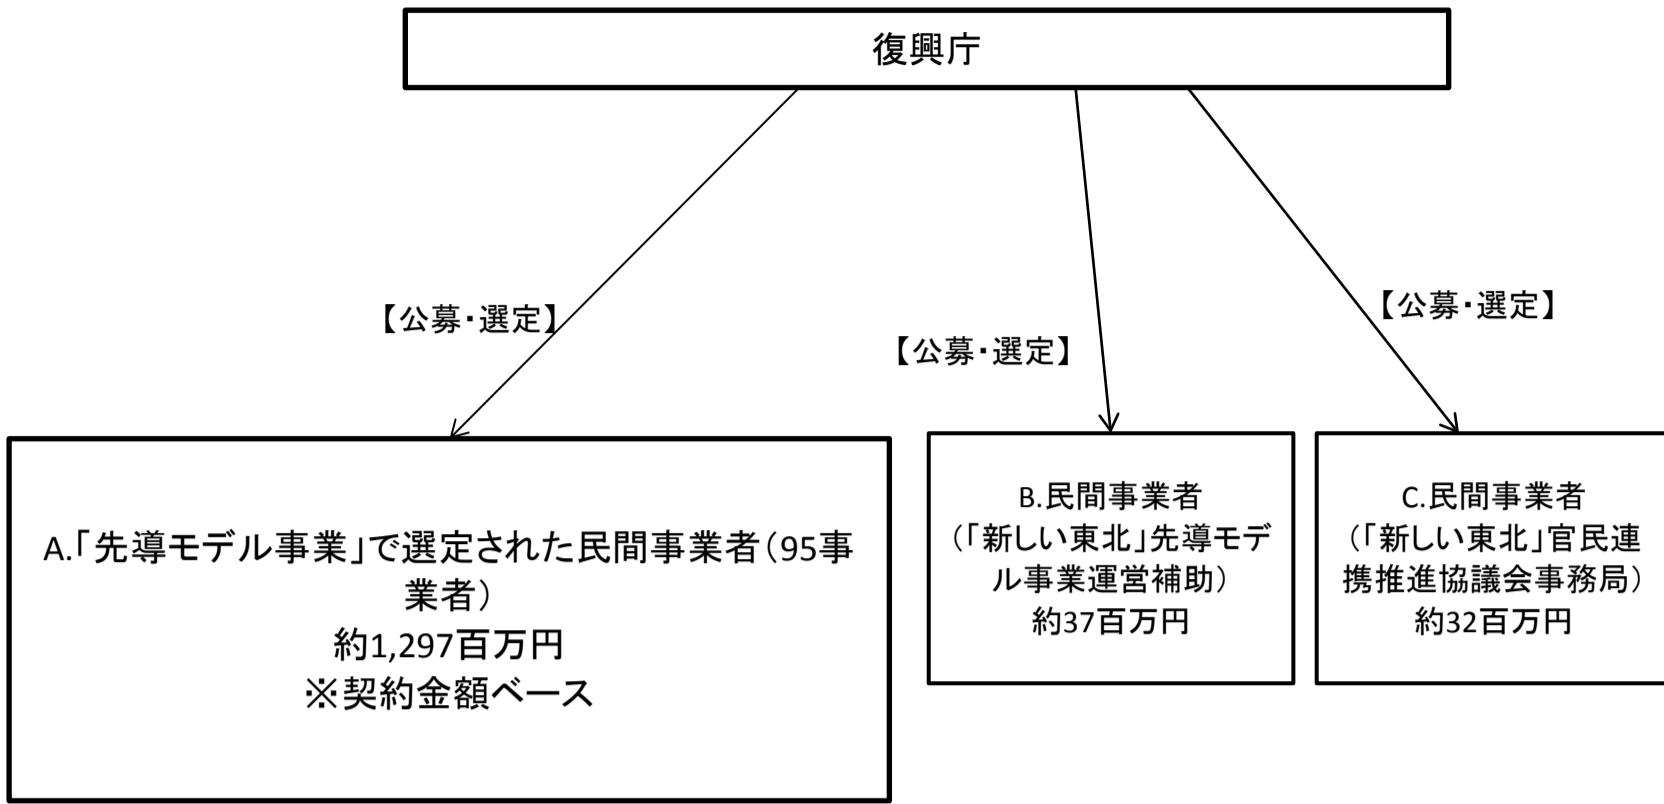 復興庁
【公募・選定】
【公募・選定】
【公募・選定】
A.「先導モデル事業」で選定された民間事業者(95事
業者)
約1,297百万円
※契約金額ベース
B.民間事業者
(「新しい東北」先導モデ
ル事業運営補助)
約37百万円
C.民間事業者
(「新しい東北」官民連
携推進協議会事務局)
約32百万円